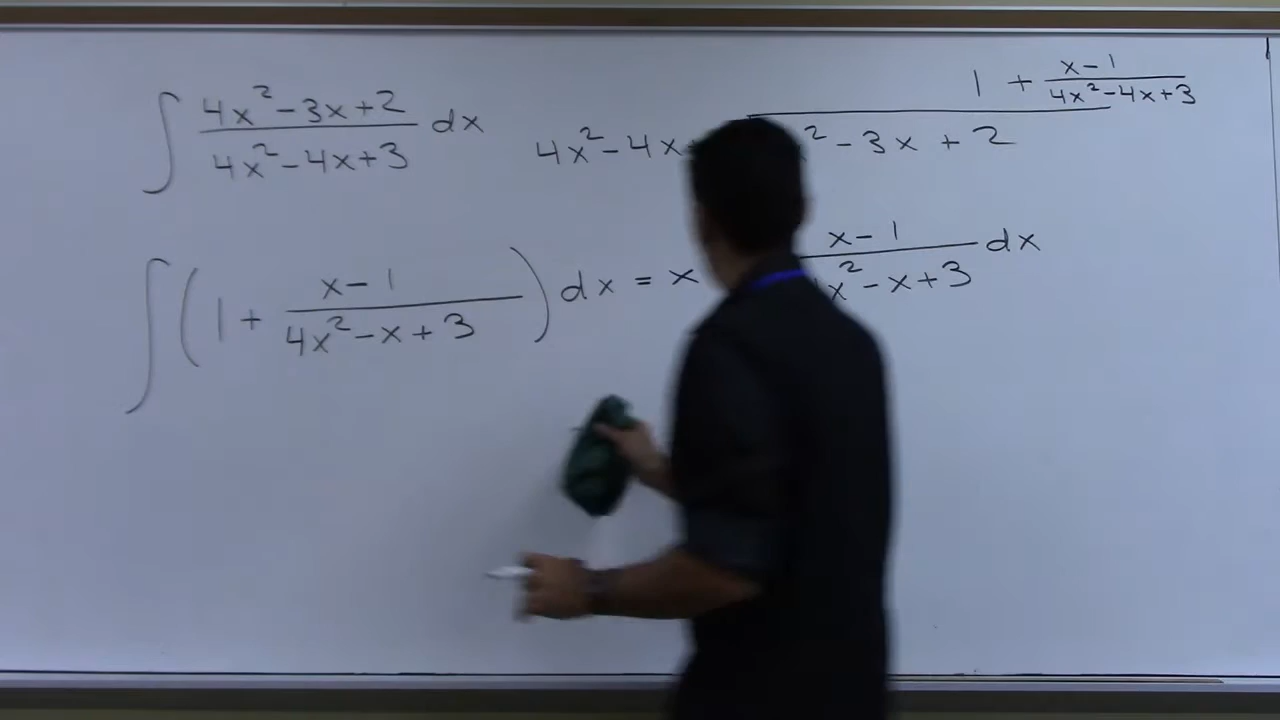 ∫ (4x² - 3x + 2)/(4x² - 4x + 3) dx
1 + (x - 1)/(4x² - 4x + 3)
4x² - 4x ² - 3x + 2
∫ (1 + (x - 1)/(4x² - x + 3)) dx = x (x - 1)/(x² - x + 3) dx